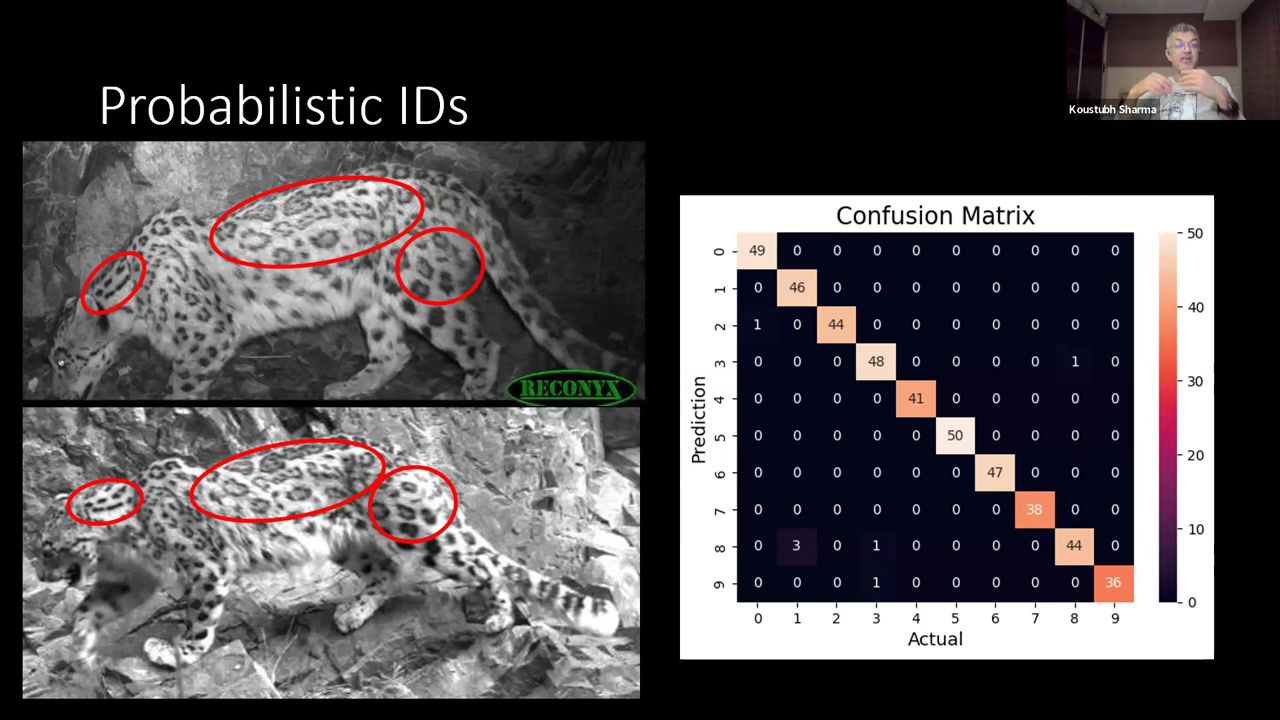 Koustubh Sharma
Probabilistic IDs
RECONYX
Confusion Matrix
0 49 0 0 0 0 0 0 0 0 0
1 0 46 0 0 0 0 0 0 0 0
2 1 0 44 0 0 0 0 0 0 0
3 0 0 0 48 0 0 0 0 1 0
4 0 0 0 0 41 0 0 0 0 0
5 0 0 0 0 0 50 0 0 0 0
6 0 0 0 0 0 0 47 0 0 0
7 0 0 0 0 0 0 0 38 0 0
8 0 3 0 1 0 0 0 0 44 0
9 0 0 0 1 0 0 0 0 0 36
0 1 2 3 4 5 6 7 8 9
Prediction
Actual
50
40
30
20
10
0